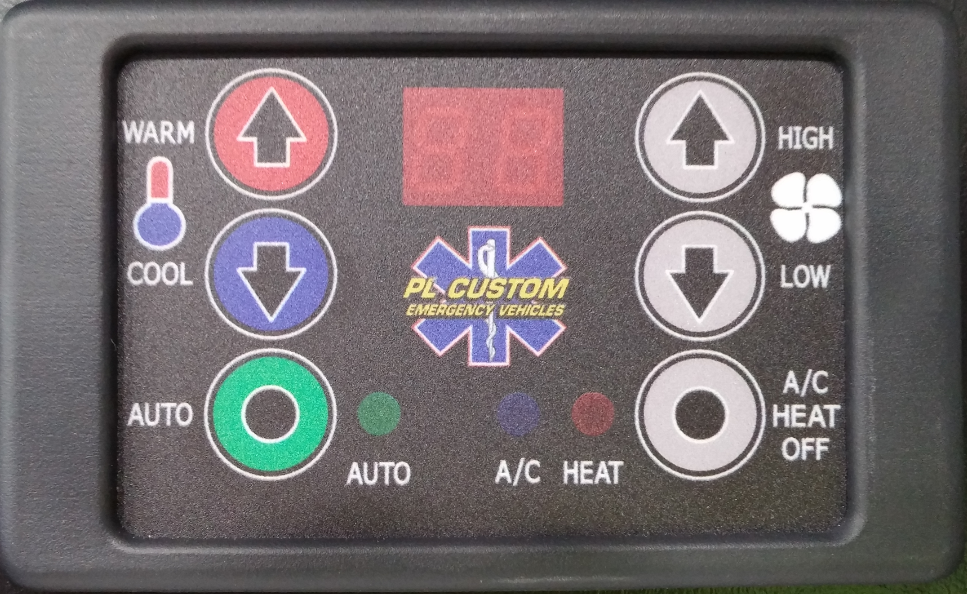 WARM
HIGH
COOL
LOW
PL CUSTOM
EMERGENCY VEHICLES
AUTO
A/C
HEAT
OFF
AUTO
A/C
HEAT